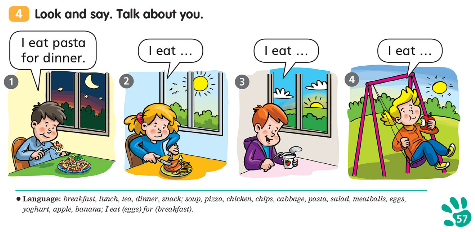 4 Look and say. Talk about you.
I eat pasta
for dinner.
I eat ...
I eat ...
I eat ...
1
2
3
4
● Language: breakfast, lunch, tea, dinner, snack; soup, pizza, chicken, chips, cabbage, pasta, salad, meatballs, eggs,
yoghurt, apple, banana; I eat (eggs) for (breakfast).
57